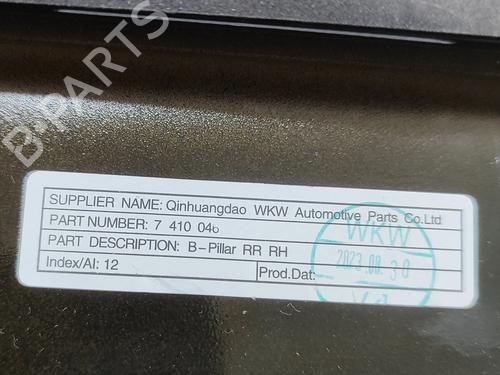 B-PARTS
SUPPLIER NAME: Qinhuangdao WKW Automotive Parts Co.Ltd
PART NUMBER: 7 410 046
PART DESCRIPTION: B-Pillar RR RH
Index/AI: 12
Prod.Dat:
WKW
2023.08.30